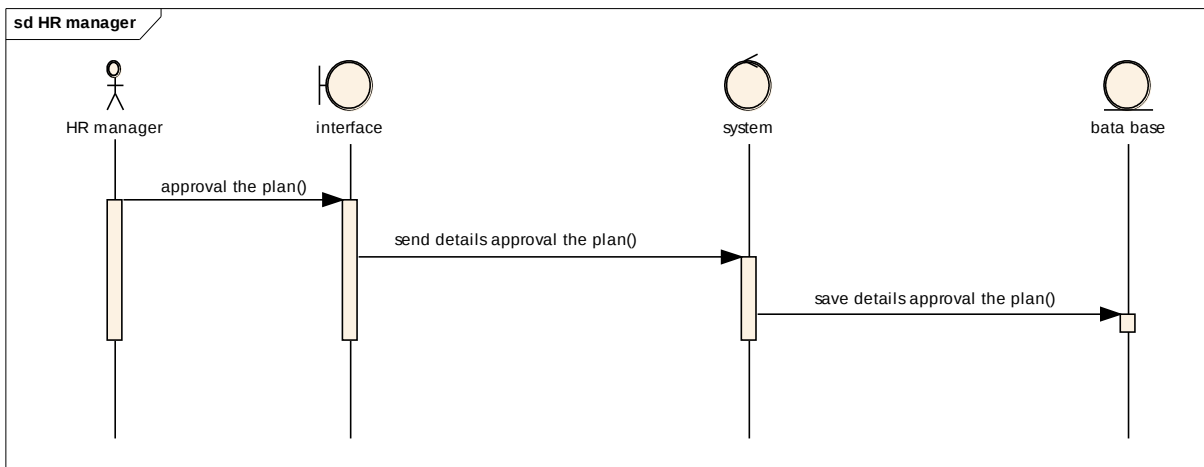 sd HR manager
HR manager
interface
system
bata base
approval the plan()
send details approval the plan()
save details approval the plan()